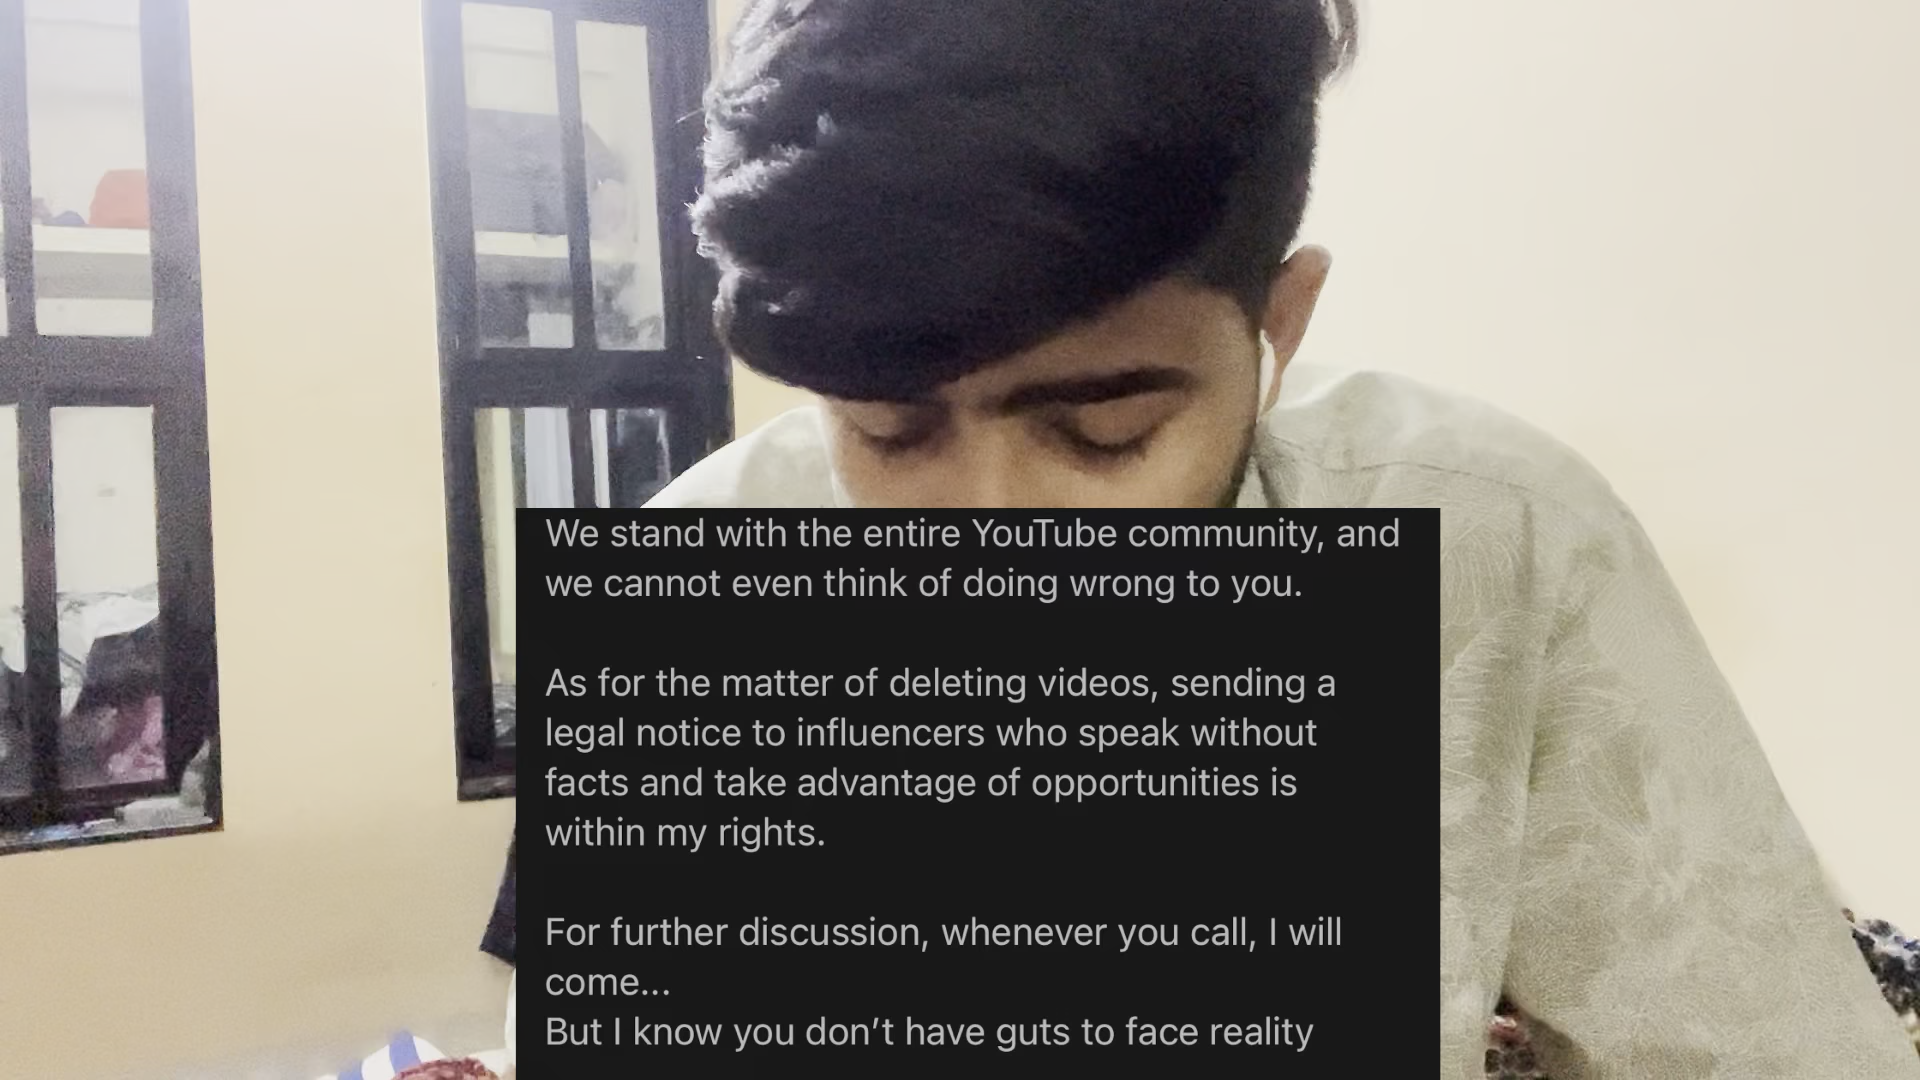 We stand with the entire YouTube community, and
we cannot even think of doing wrong to you.
As for the matter of deleting videos, sending a
legal notice to influencers who speak without
facts and take advantage of opportunities is
within my rights.
For further discussion, whenever you call, I will
come...
But I know you don’t have guts to face reality